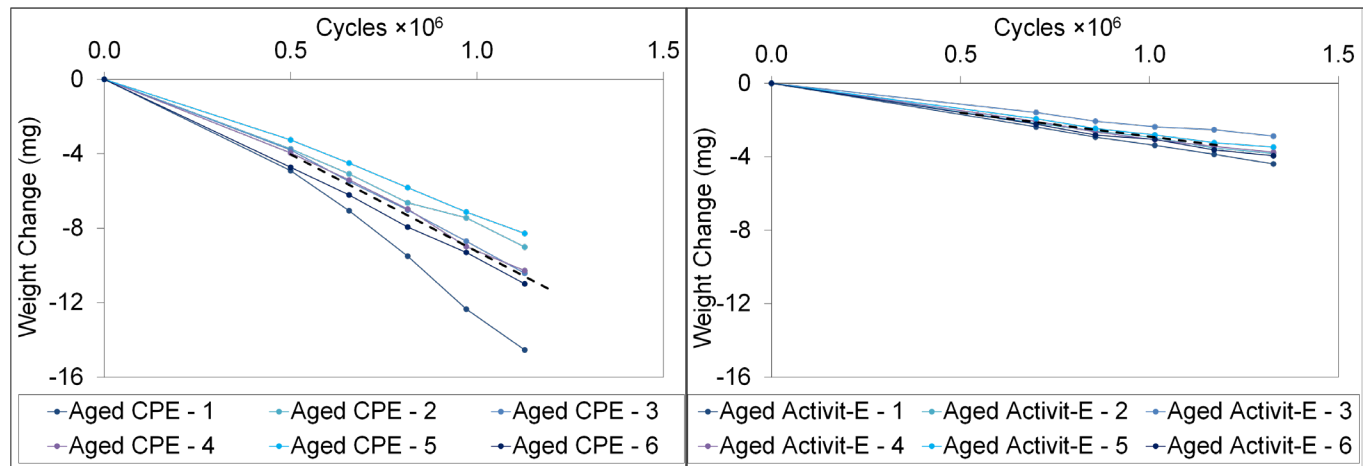 Cycles ×10⁶
0.0 0.5 1.0 1.5
0
-4
-8
-12
-16
Weight Change (mg)
Aged CPE - 1 Aged CPE - 2 Aged CPE - 3
Aged CPE - 4 Aged CPE - 5 Aged CPE - 6
Cycles ×10⁶
0.0 0.5 1.0 1.5
0
-4
-8
-12
-16
Weight Change (mg)
Aged Activit-E - 1 Aged Activit-E - 2 Aged Activit-E - 3
Aged Activit-E - 4 Aged Activit-E - 5 Aged Activit-E - 6